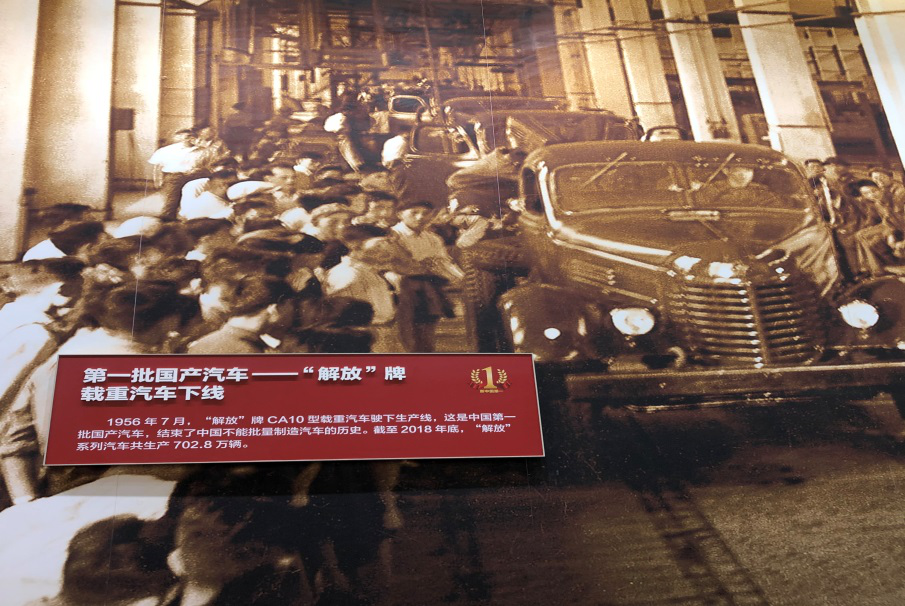 第一批国产汽车——“解放”牌
载重汽车下线
1
1956 年 7 月，“解放”牌 CA10 型载重汽车驶下生产线，这是中国第一
批国产汽车，结束了中国不能批量制造汽车的历史。截至 2018 年底，“解放”
系列汽车共生产 702.8 万辆。